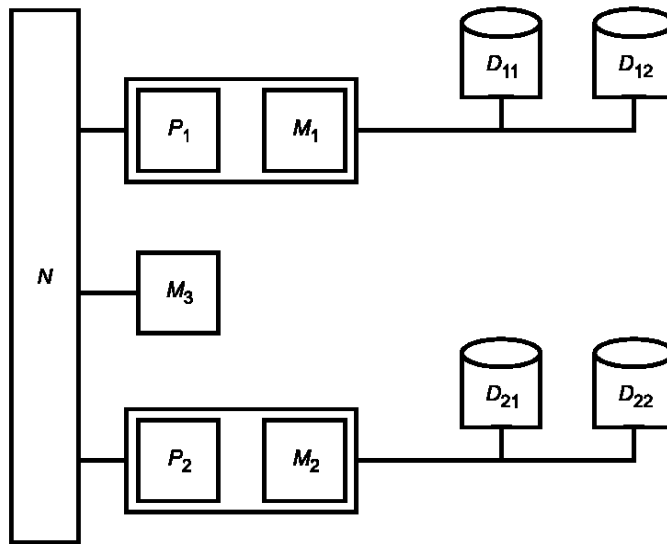 D₁₁ D₁₂
P₁ M₁
N M₃
D₂₁ D₂₂
P₂ M₂